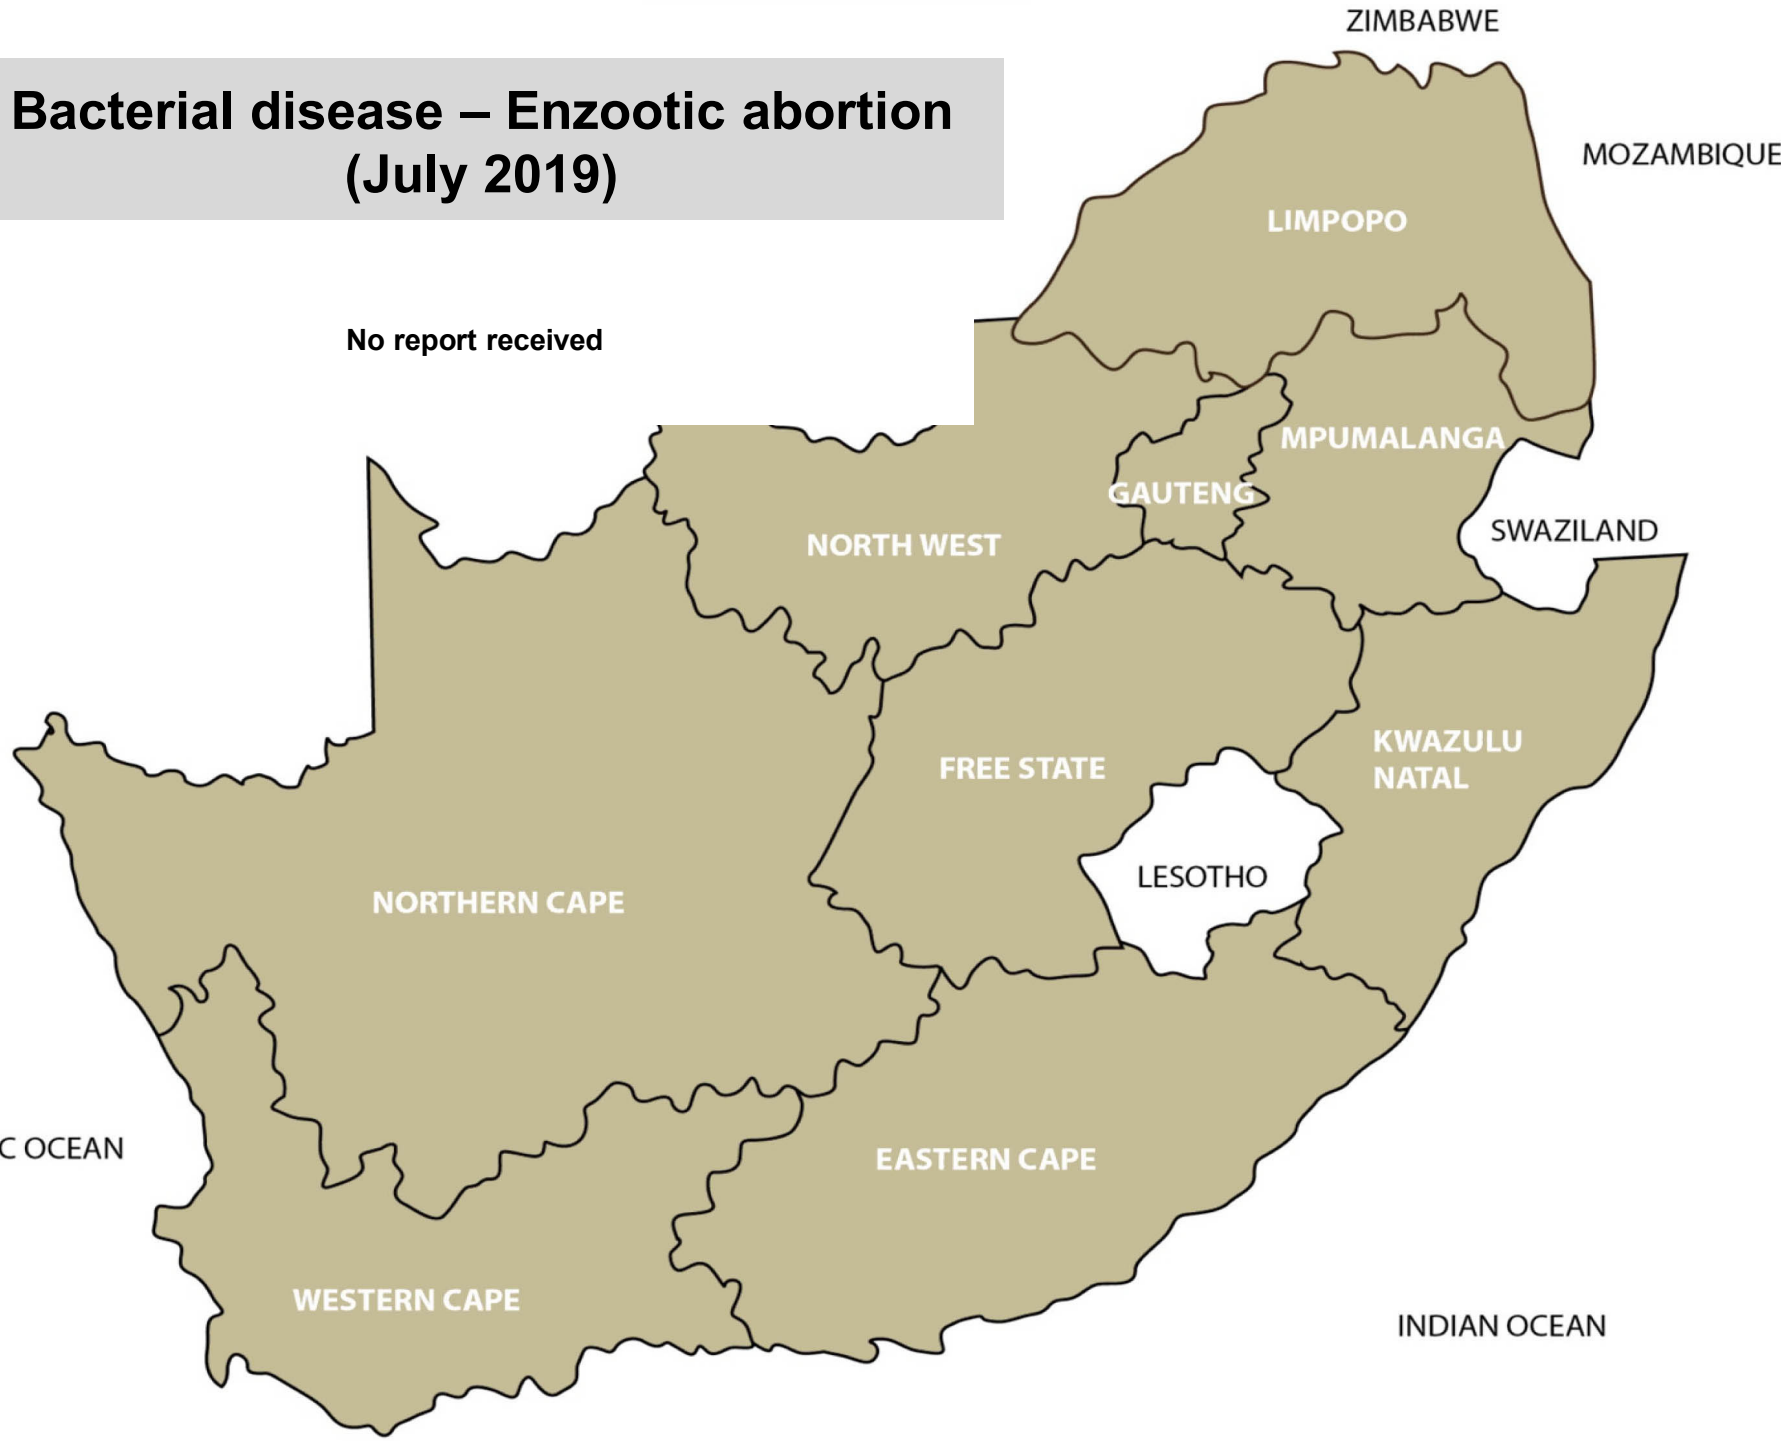 ZIMBABWE
Bacterial disease – Enzootic abortion
(July 2019)
MOZAMBIQUE
LIMPOPO
No report received
MPUMALANGA
GAUTENG
SWAZILAND
NORTH WEST
KWAZULU
NATAL
FREE STATE
LESOTHO
NORTHERN CAPE
C OCEAN
EASTERN CAPE
WESTERN CAPE
INDIAN OCEAN